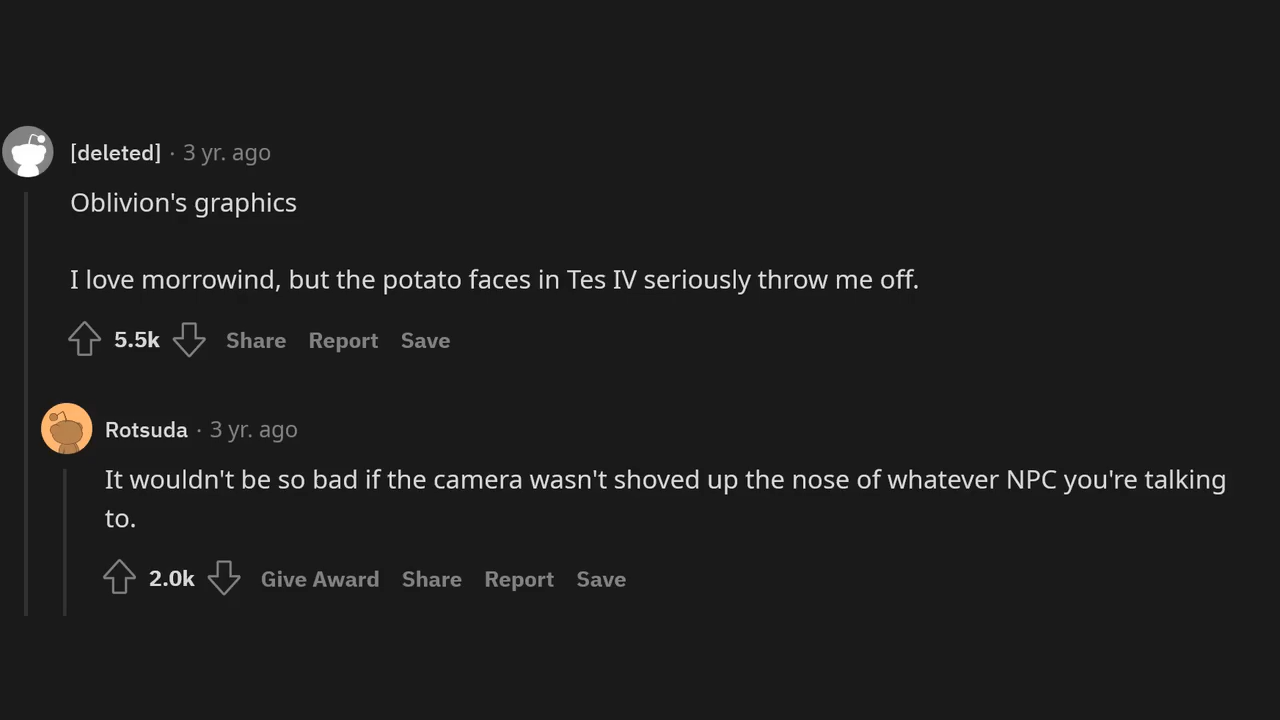 [deleted] · 3 yr. ago
Oblivion's graphics
I love morrowind, but the potato faces in Tes IV seriously throw me off.
5.5k Share Report Save
Rotsuda · 3 yr. ago
It wouldn't be so bad if the camera wasn't shoved up the nose of whatever NPC you're talking
to.
2.0k Give Award Share Report Save